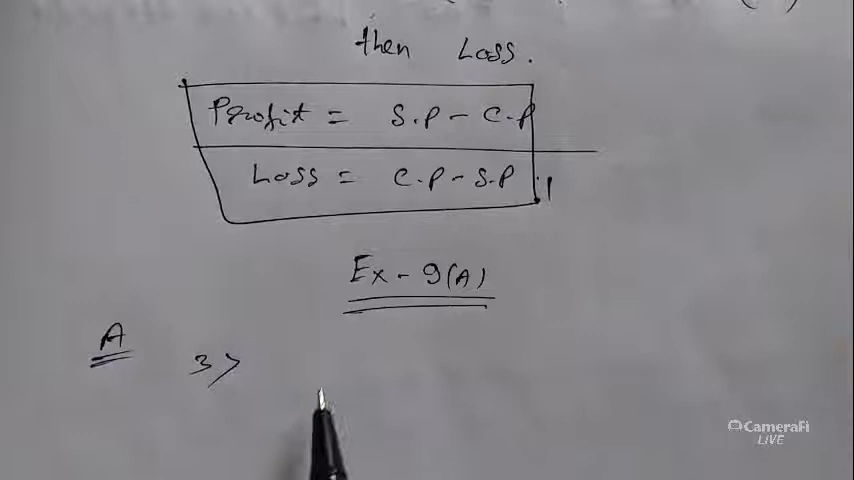 then Loss.
Profit = S.P - C.P
Loss = C.P - S.P
Ex - 9(A)
A
3>
CameraFi
LIVE